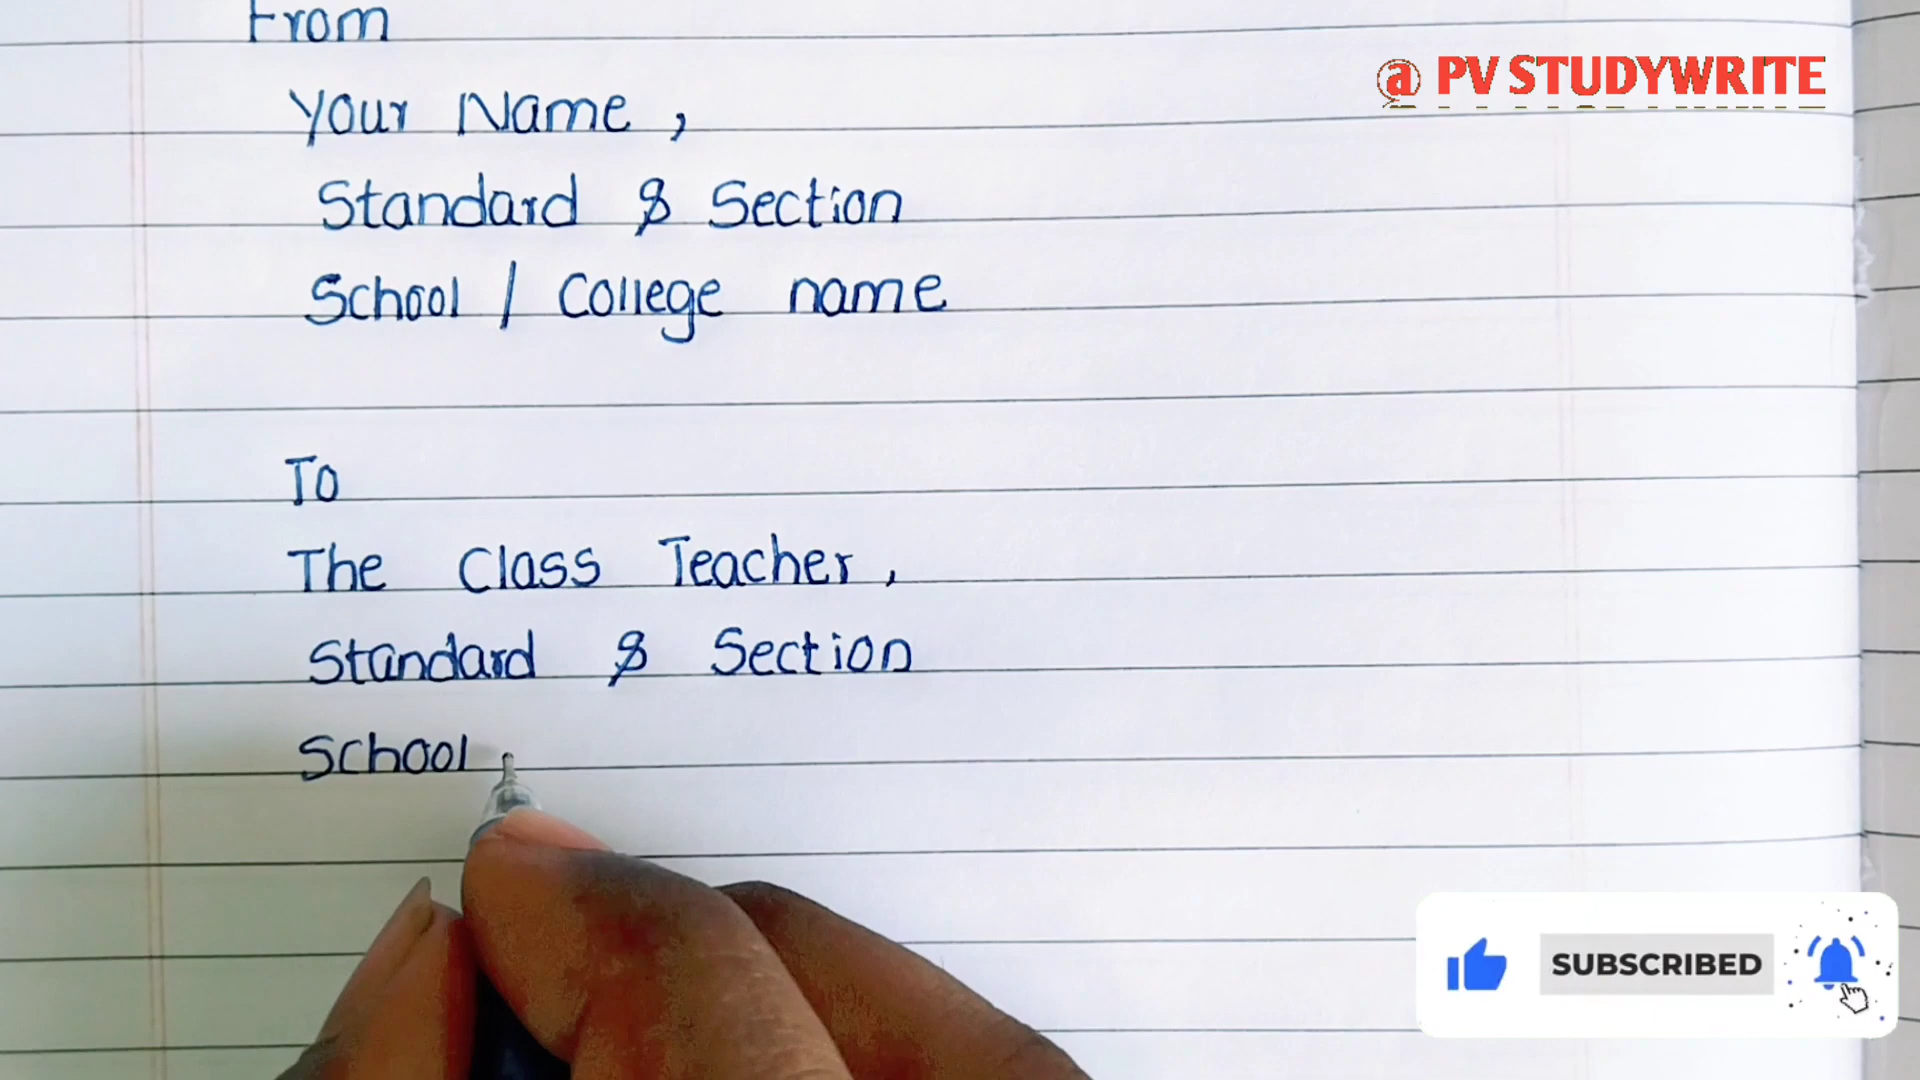 From
@ PV STUDYWRITE
Your Name ,
Standard & Section
School / College name
To
The Class Teacher ,
Standard & Section
School
SUBSCRIBED